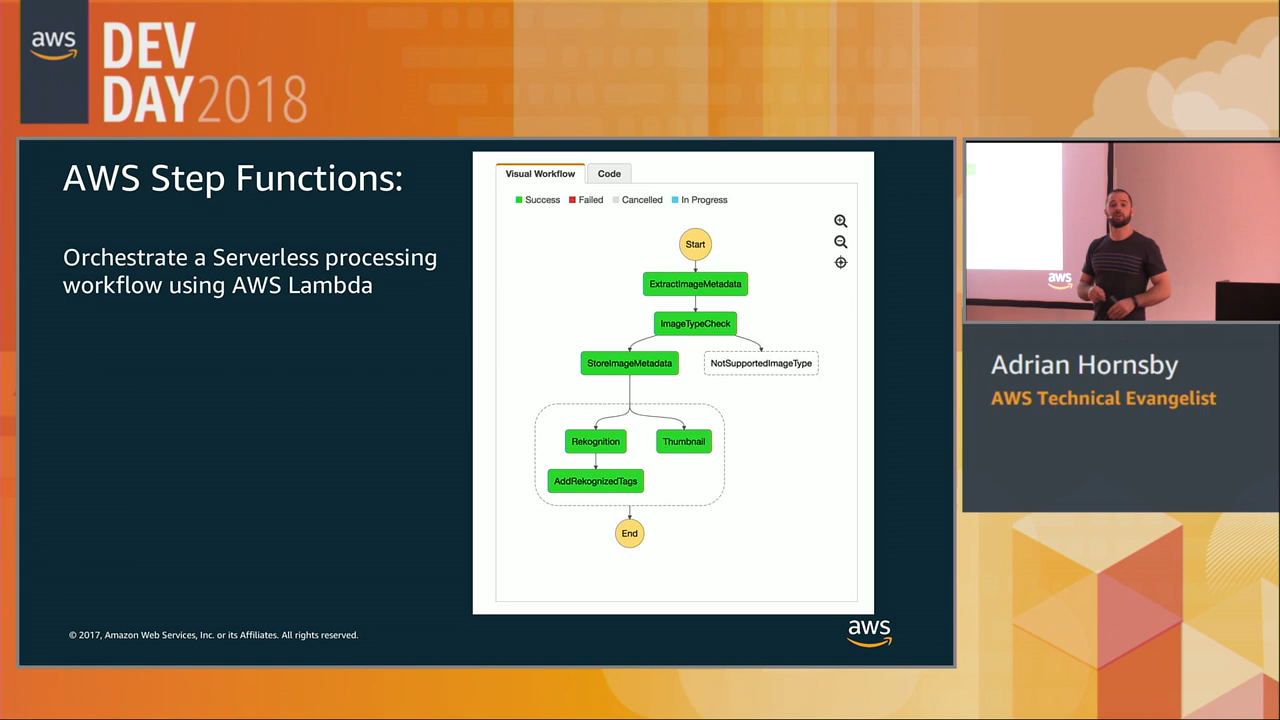 aws
DEV
DAY2018
AWS Step Functions:
Orchestrate a Serverless processing
workflow using AWS Lambda
Visual Workflow
Code
Success
Failed
Cancelled
In Progress
Start
ExtractImageMetadata
ImageTypeCheck
StoreImageMetadata
NotSupportedImageType
Rekognition
Thumbnail
AddRekognizedTags
End
© 2017, Amazon Web Services, Inc. or its Affiliates. All rights reserved.
aws
aws
Adrian Hornsby
AWS Technical Evangelist